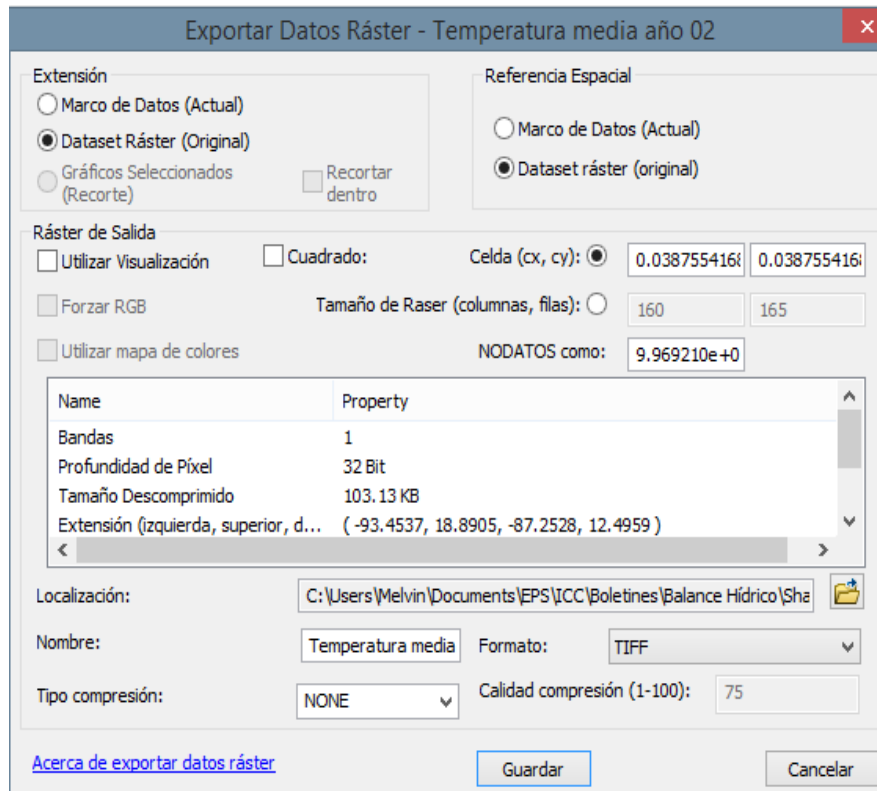 Exportar Datos Ráster - Temperatura media año 02
Extensión
Marco de Datos (Actual)
Dataset Ráster (Original)
Gráficos Seleccionados (Recorte)
Recortar dentro
Referencia Espacial
Marco de Datos (Actual)
Dataset ráster (original)
Ráster de Salida
Utilizar Visualización
Cuadrado:
Celda (cx, cy):
0.0387554168
0.0387554168
Forzar RGB
Tamaño de Raser (columnas, filas):
160
165
Utilizar mapa de colores
NODATOS como:
9.969210e+0
Name Property
Bandas 1
Profundidad de Píxel 32 Bit
Tamaño Descomprimido 103.13 KB
Extensión (izquierda, superior, d... ( -93.4537, 18.8905, -87.2528, 12.4959 )
Localización:
C:\Users\Melvin\Documents\EPS\ICC\Boletines\Balance Hídrico\Sha
Nombre:
Temperatura media
Formato:
TIFF
Tipo compresión:
NONE
Calidad compresión (1-100):
75
Acerca de exportar datos ráster
Guardar
Cancelar